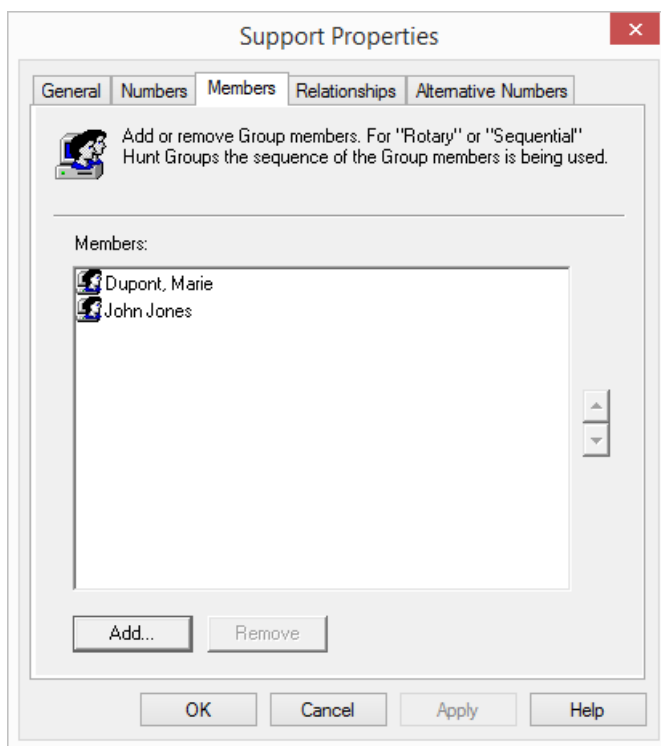 Support Properties
General Numbers Members Relationships Alternative Numbers
Add or remove Group members. For "Rotary" or "Sequential"
Hunt Groups the sequence of the Group members is being used.
Members:
Dupont, Marie
John Jones
Add... Remove
OK Cancel Apply Help